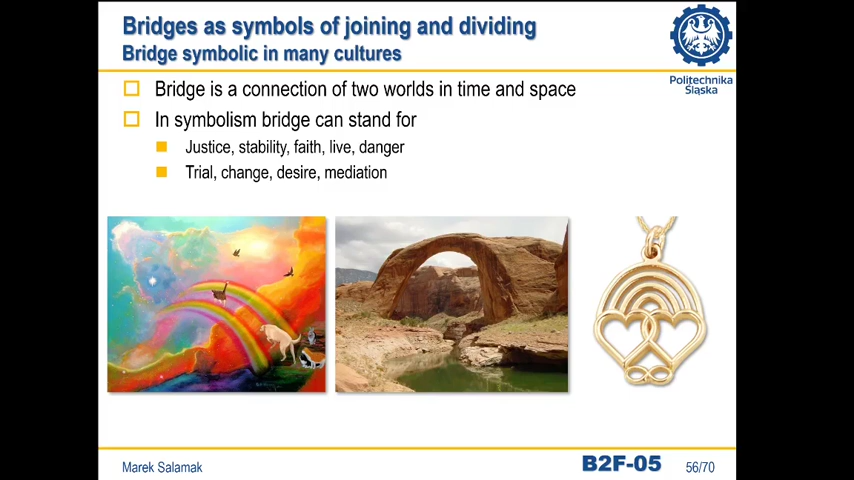 Bridges as symbols of joining and dividing
Bridge symbolic in many cultures
Politechnika
Śląska
Bridge is a connection of two worlds in time and space
In symbolism bridge can stand for
Justice, stability, faith, live, danger
Trial, change, desire, mediation
Marek Salamak
B2F-05
56/70